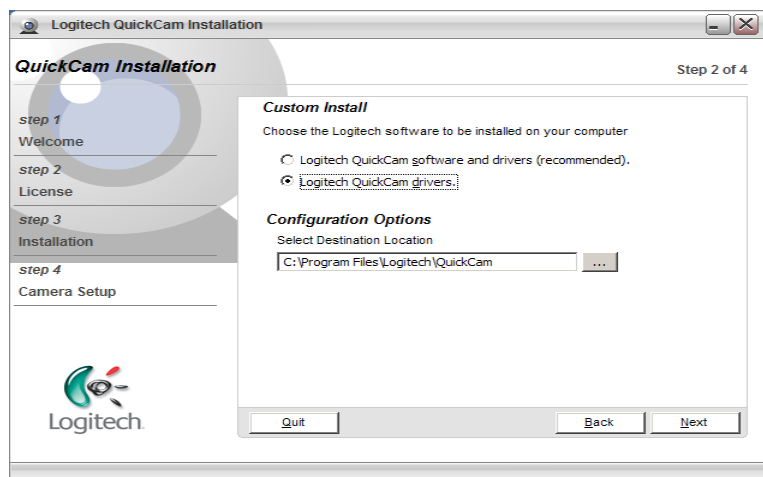 Logitech QuickCam Installation
QuickCam Installation
Step 2 of 4
step 1
Welcome
step 2
License
step 3
Installation
step 4
Camera Setup
Logitech.
Custom Install
Choose the Logitech software to be installed on your computer
Logitech QuickCam software and drivers (recommended).
Logitech QuickCam drivers.
Configuration Options
Select Destination Location
C:\Program Files\Logitech\QuickCam
...
Quit
Back
Next